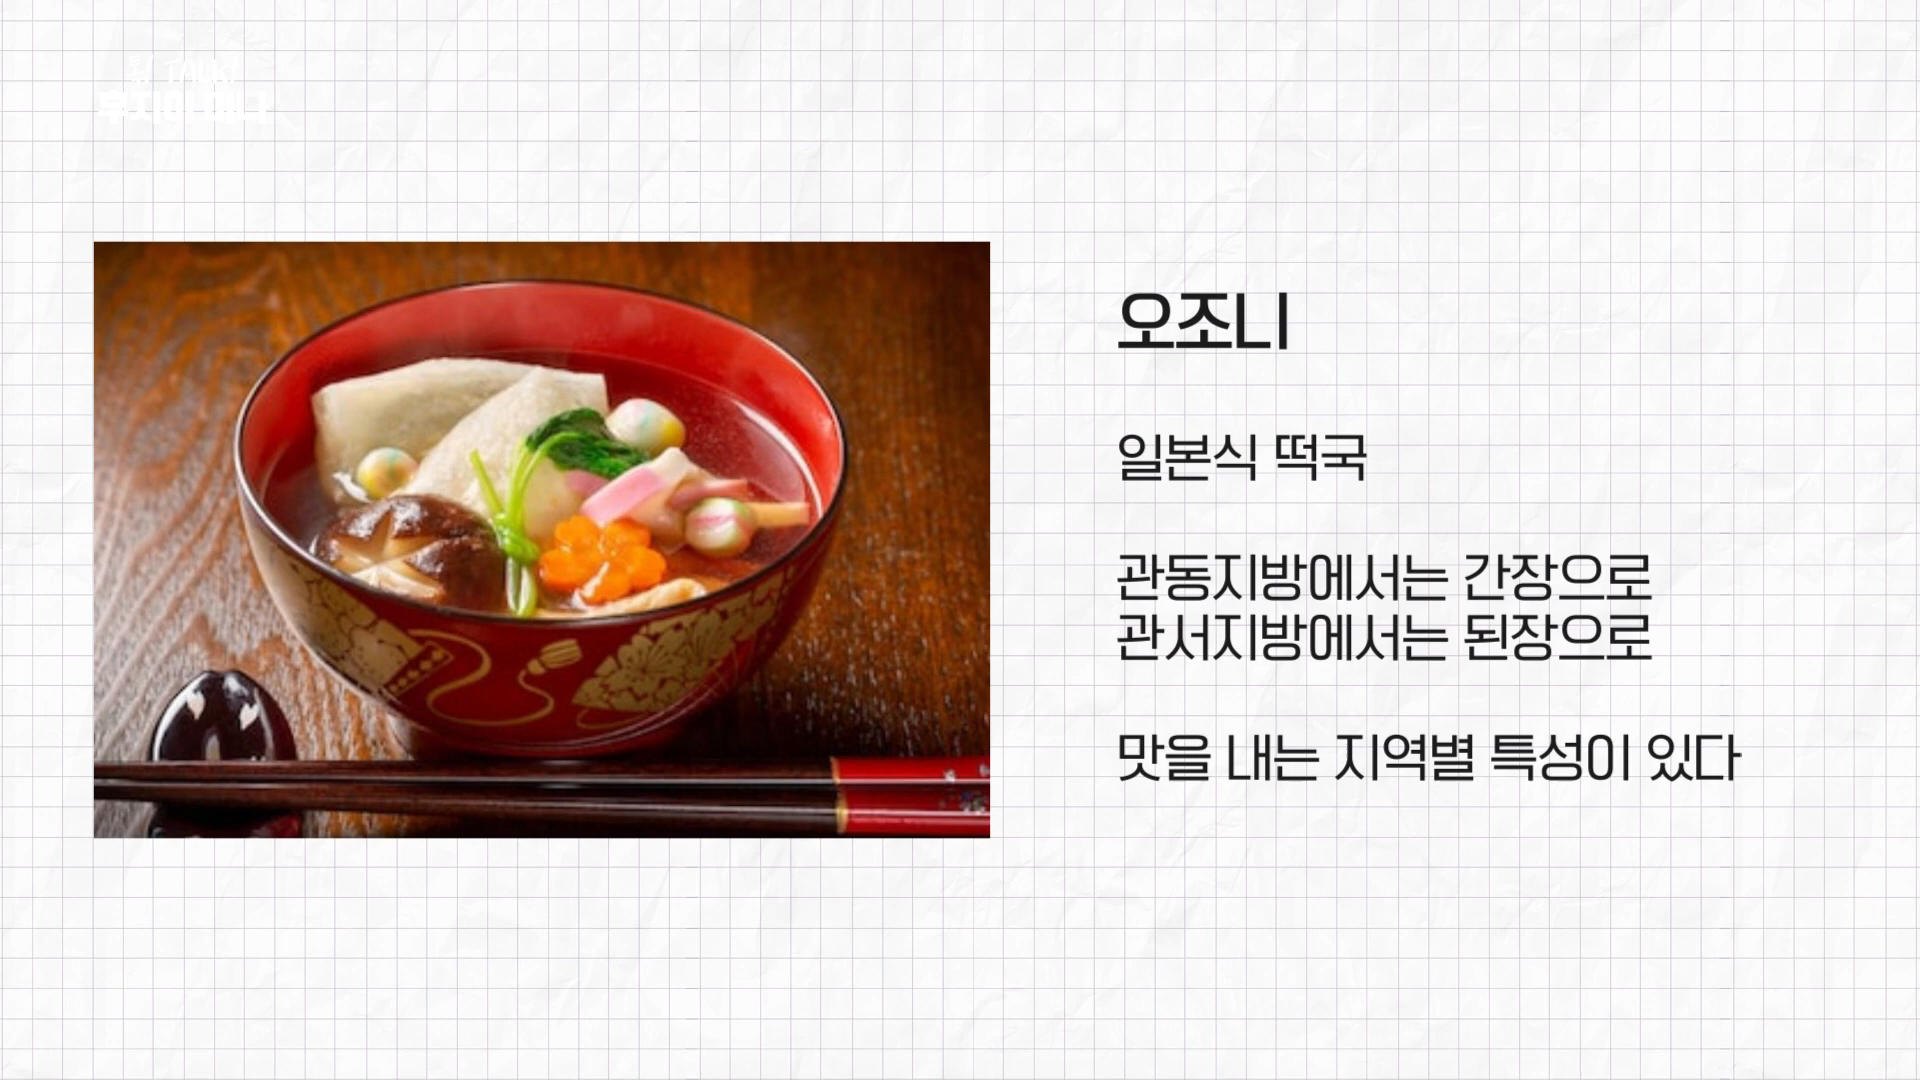 오조니
일본식 떡국
관동지방에서는 간장으로
관서지방에서는 된장으로
맛을 내는 지역별 특성이 있다